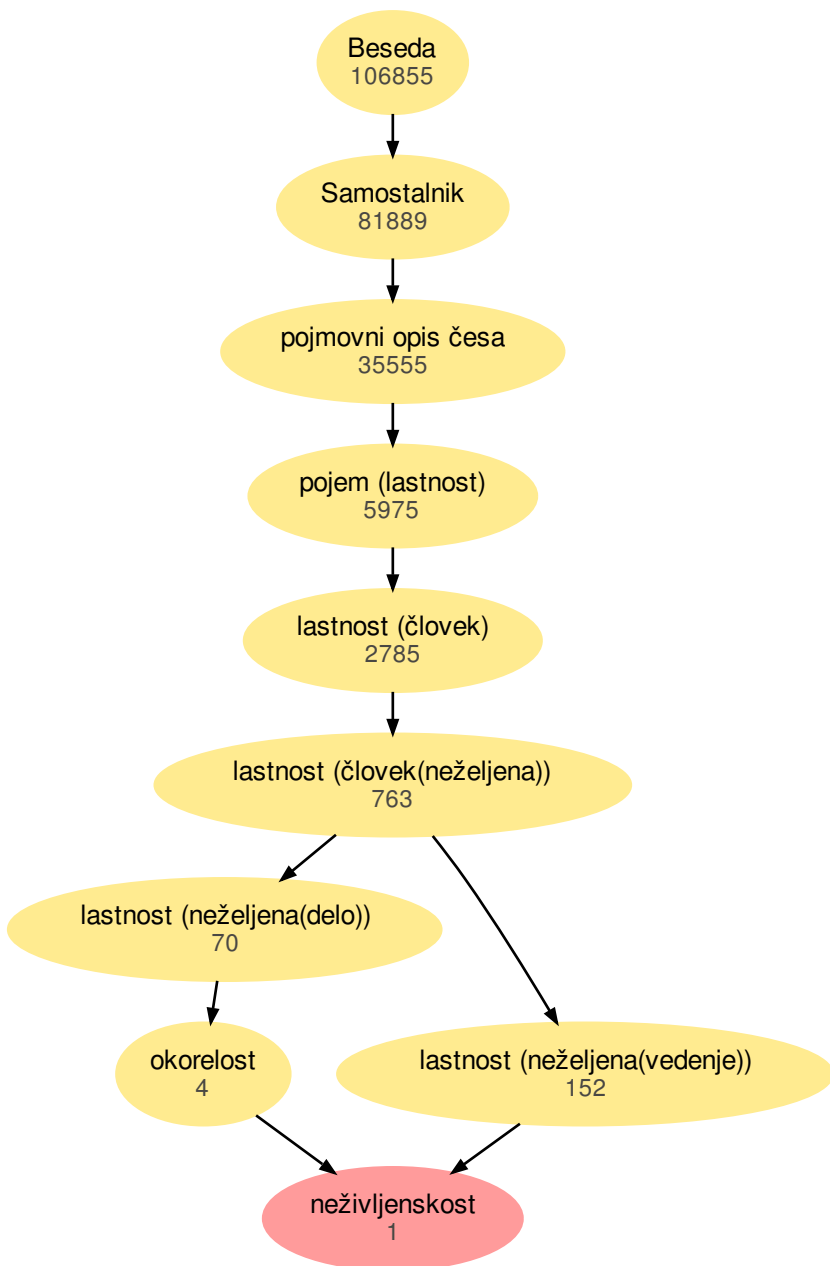 Beseda
106855
Samostalnik
81889
pojmovni opis česa
35555
pojem (lastnost)
5975
lastnost (človek)
2785
lastnost (človek(neželjena))
763
lastnost (neželjena(delo))
70
okorelost
4
lastnost (neželjena(vedenje))
152
neživljenskost
1